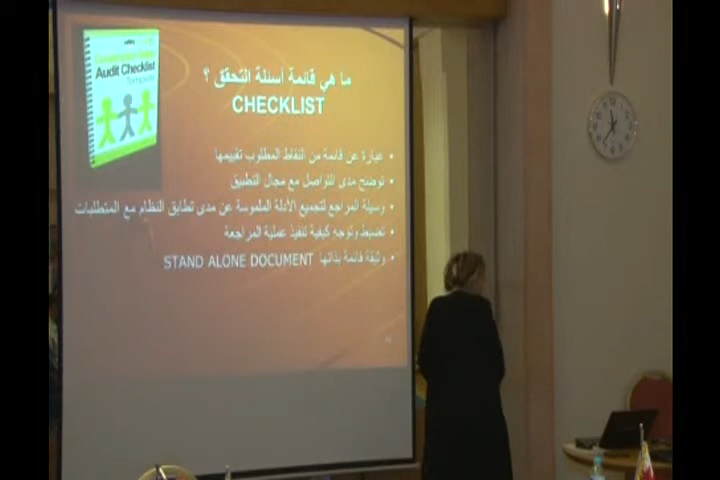 Audit Checklist
Template
ما هي قائمة أسئلة التحقق ؟
CHECKLIST
• عبارة عن قائمة من النقاط المطلوب تقييمها
• توضح مدى التواصل مع مجال التطبيق
• وسيلة المراجع لتجميع الأدلة الملموسة عن مدى تطابق النظام مع المتطلبات
• تضبط وتوجه كيفية تنفيذ عملية المراجعة
• وثيقة قائمة بذاتها STAND ALONE DOCUMENT